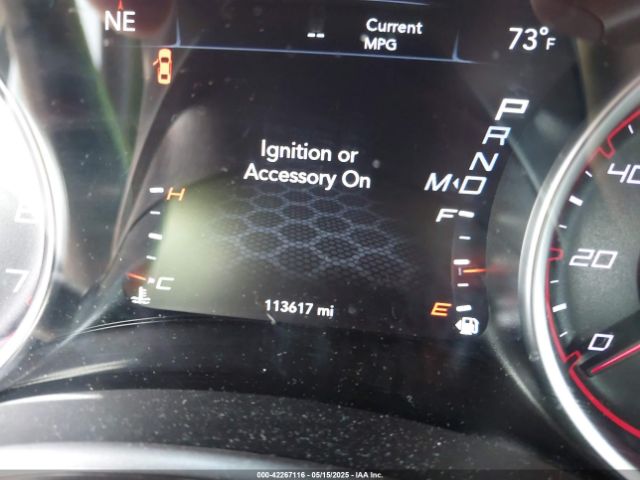 NE
-- Current MPG 73°F
P
R
N
M D
Ignition or
Accessory On
H
F
C
E
113617 mi
7
40
20
0
000-42267116 - 05/15/2025 - IAA Inc.